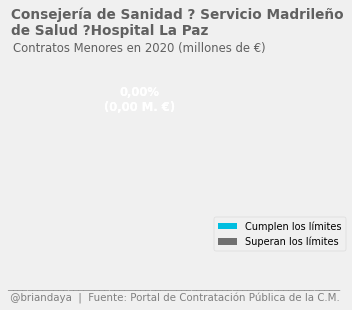 Consejería de Sanidad ? Servicio Madrileño
de Salud ?Hospital La Paz
Contratos Menores en 2020 (millones de €)
0,00%
(0,00 M. €)
Cumplen los límites
Superan los límites
@briandaya | Fuente: Portal de Contratación Pública de la C.M.